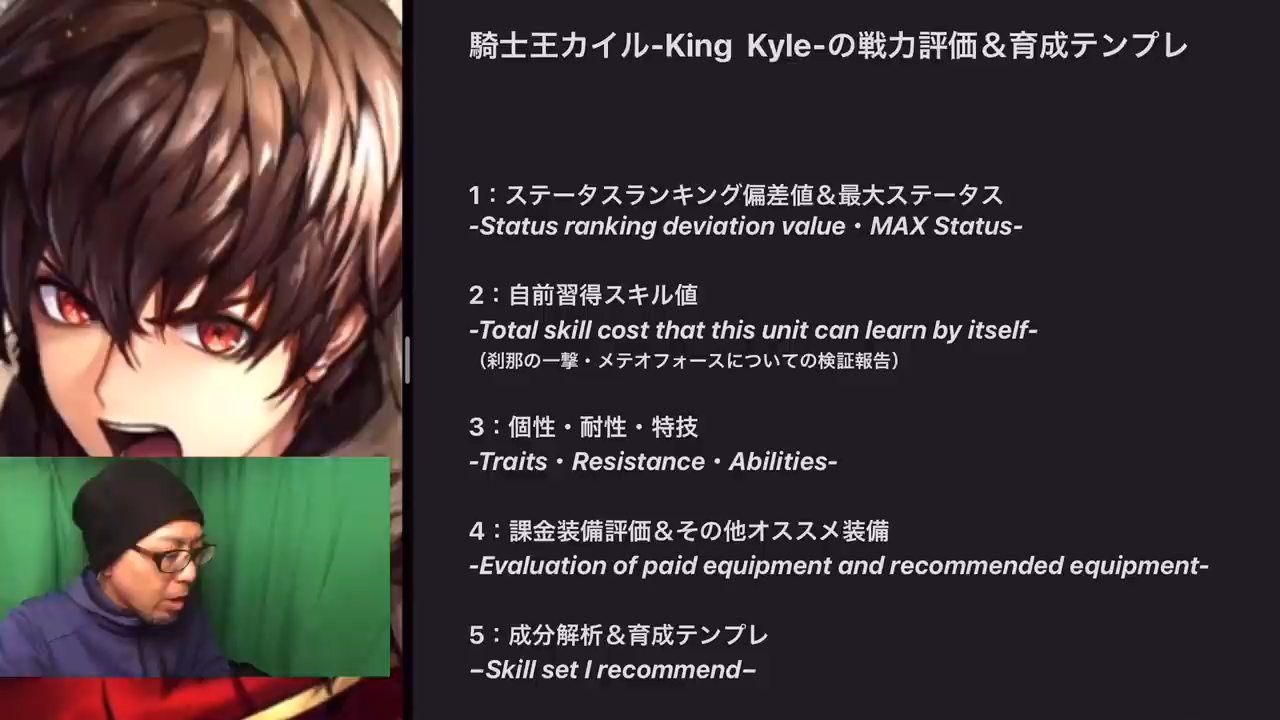 騎士王カイル-King Kyle-の戦力評価＆育成テンプレ
1：ステータスランキング偏差値＆最大ステータス
-Status ranking deviation value・MAX Status-
2：自前習得スキル値
-Total skill cost that this unit can learn by itself-
（刹那の一撃・メテオフォースについての検証報告）
3：個性・耐性・特技
-Traits・Resistance・Abilities-
4：課金装備評価＆その他オススメ装備
-Evaluation of paid equipment and recommended equipment-
5：成分解析＆育成テンプレ
–Skill set I recommend–